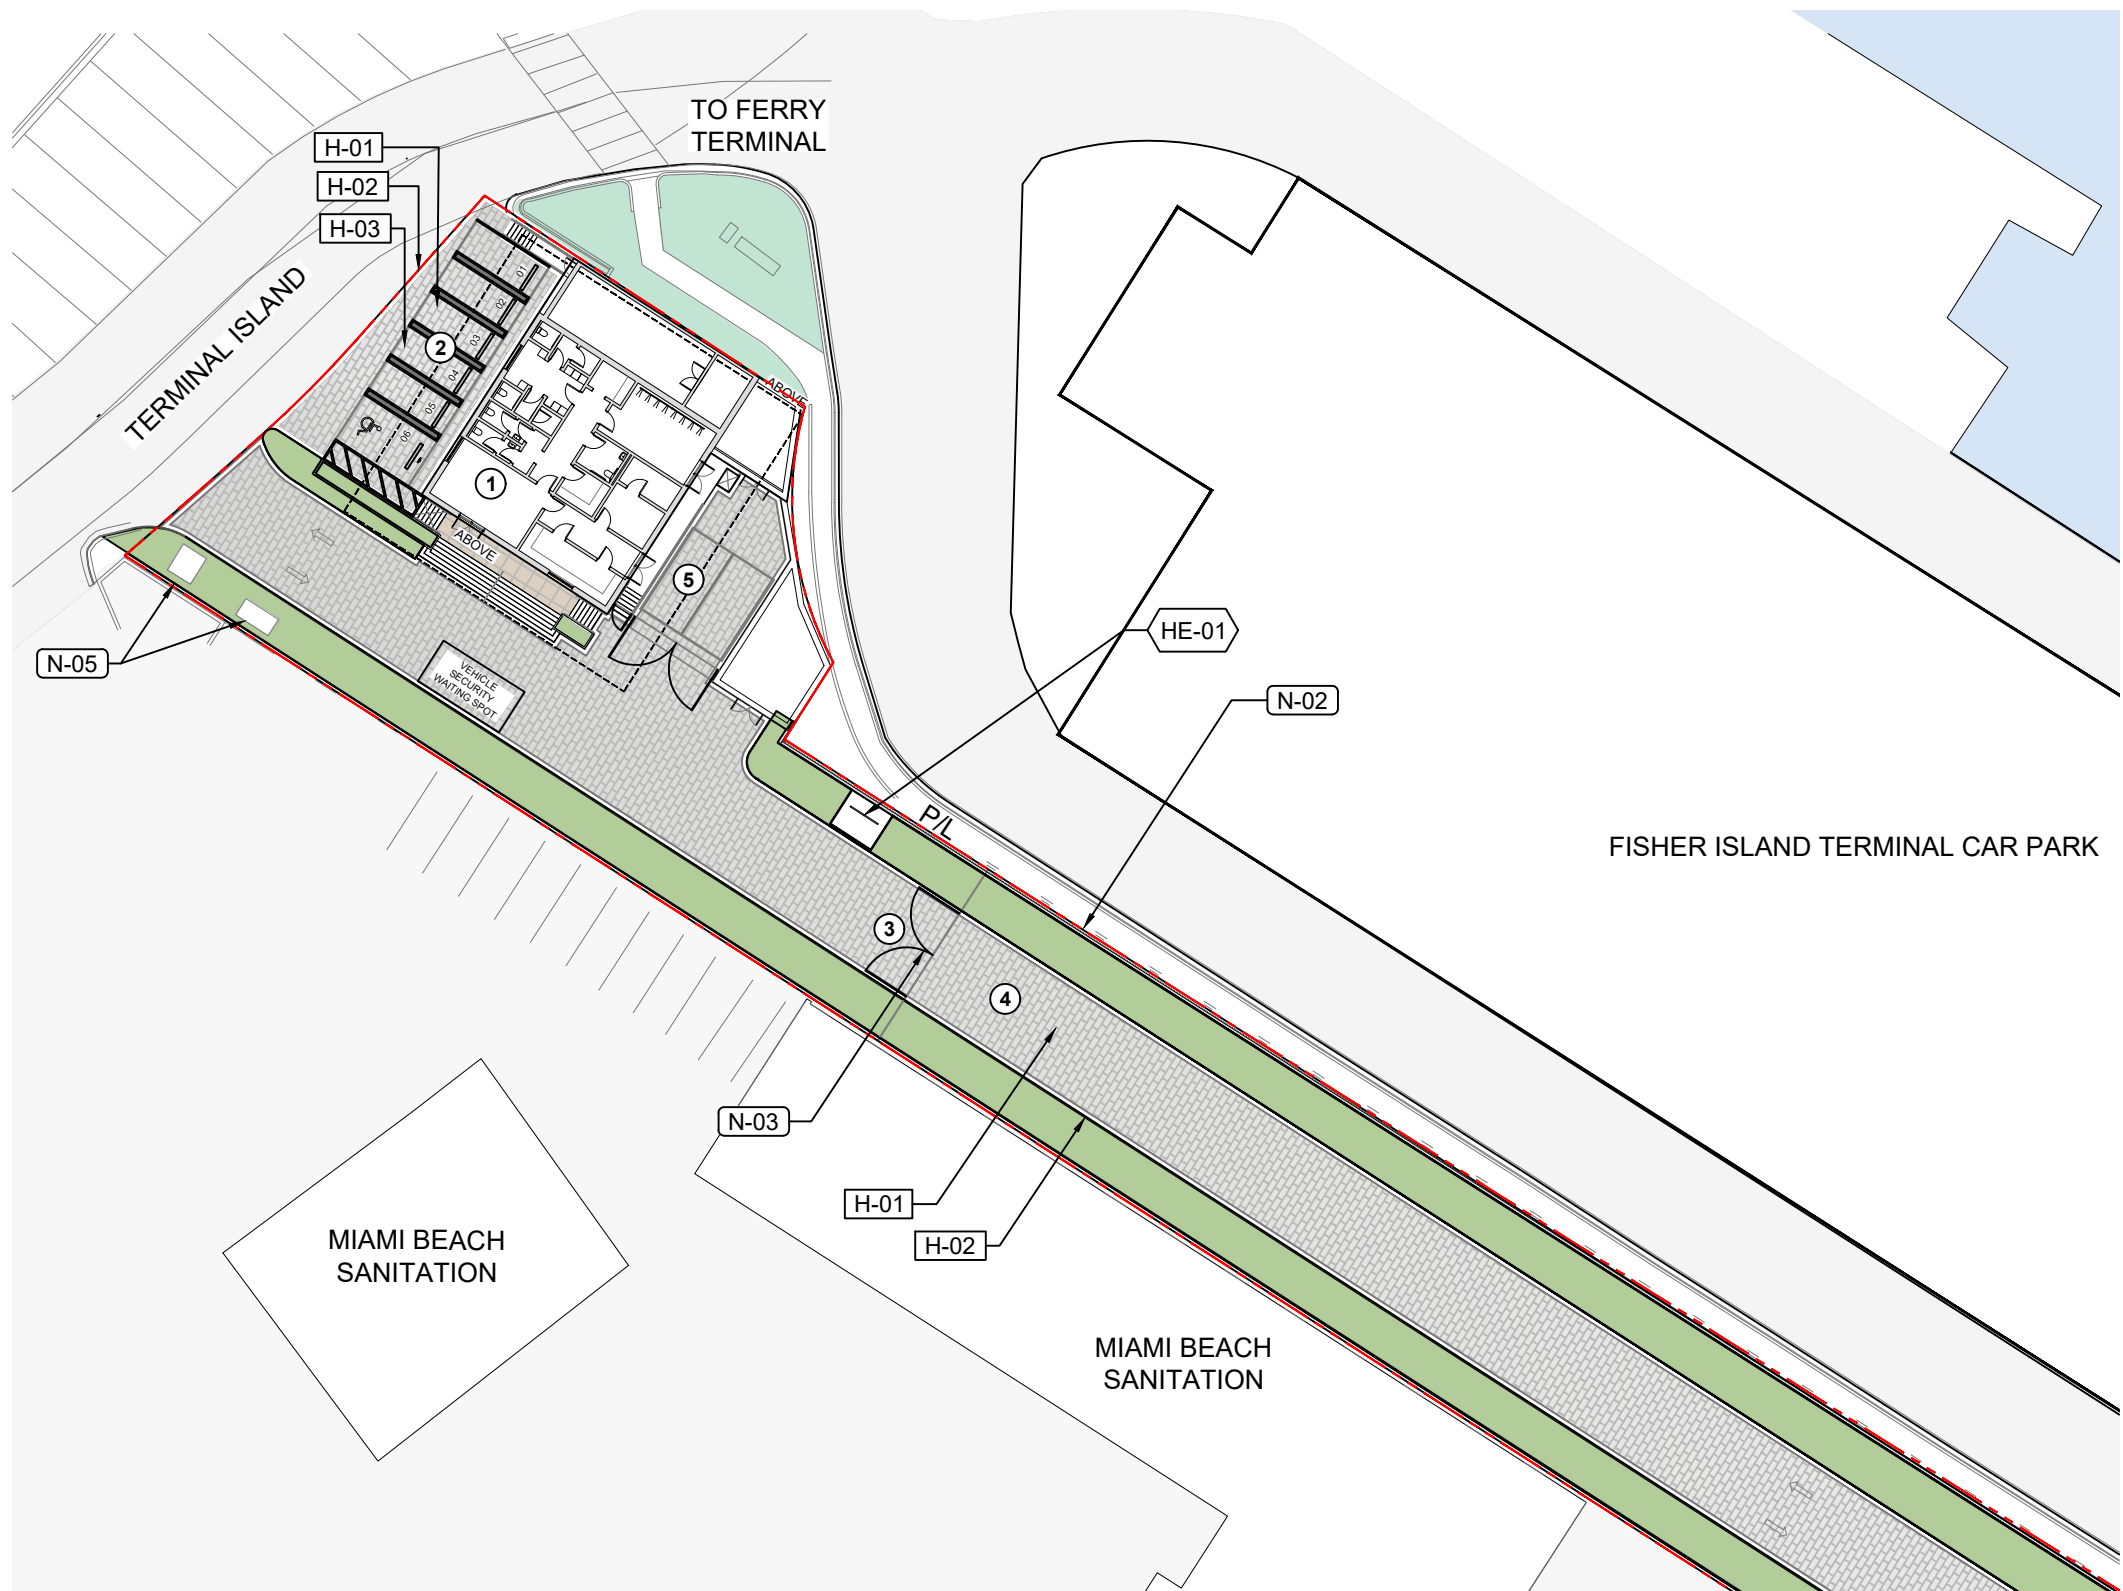 TO FERRY
TERMINAL
H-01
H-02
H-03
TERMINAL ISLAND
01
02
03
04
05
06
2
ABOVE
1
ABOVE
5
HE-01
N-05
VEHICLE
SECURITY
WAITING SPOT
N-02
P/L
FISHER ISLAND TERMINAL CAR PARK
3
4
N-03
H-01
H-02
MIAMI BEACH
SANITATION
MIAMI BEACH
SANITATION